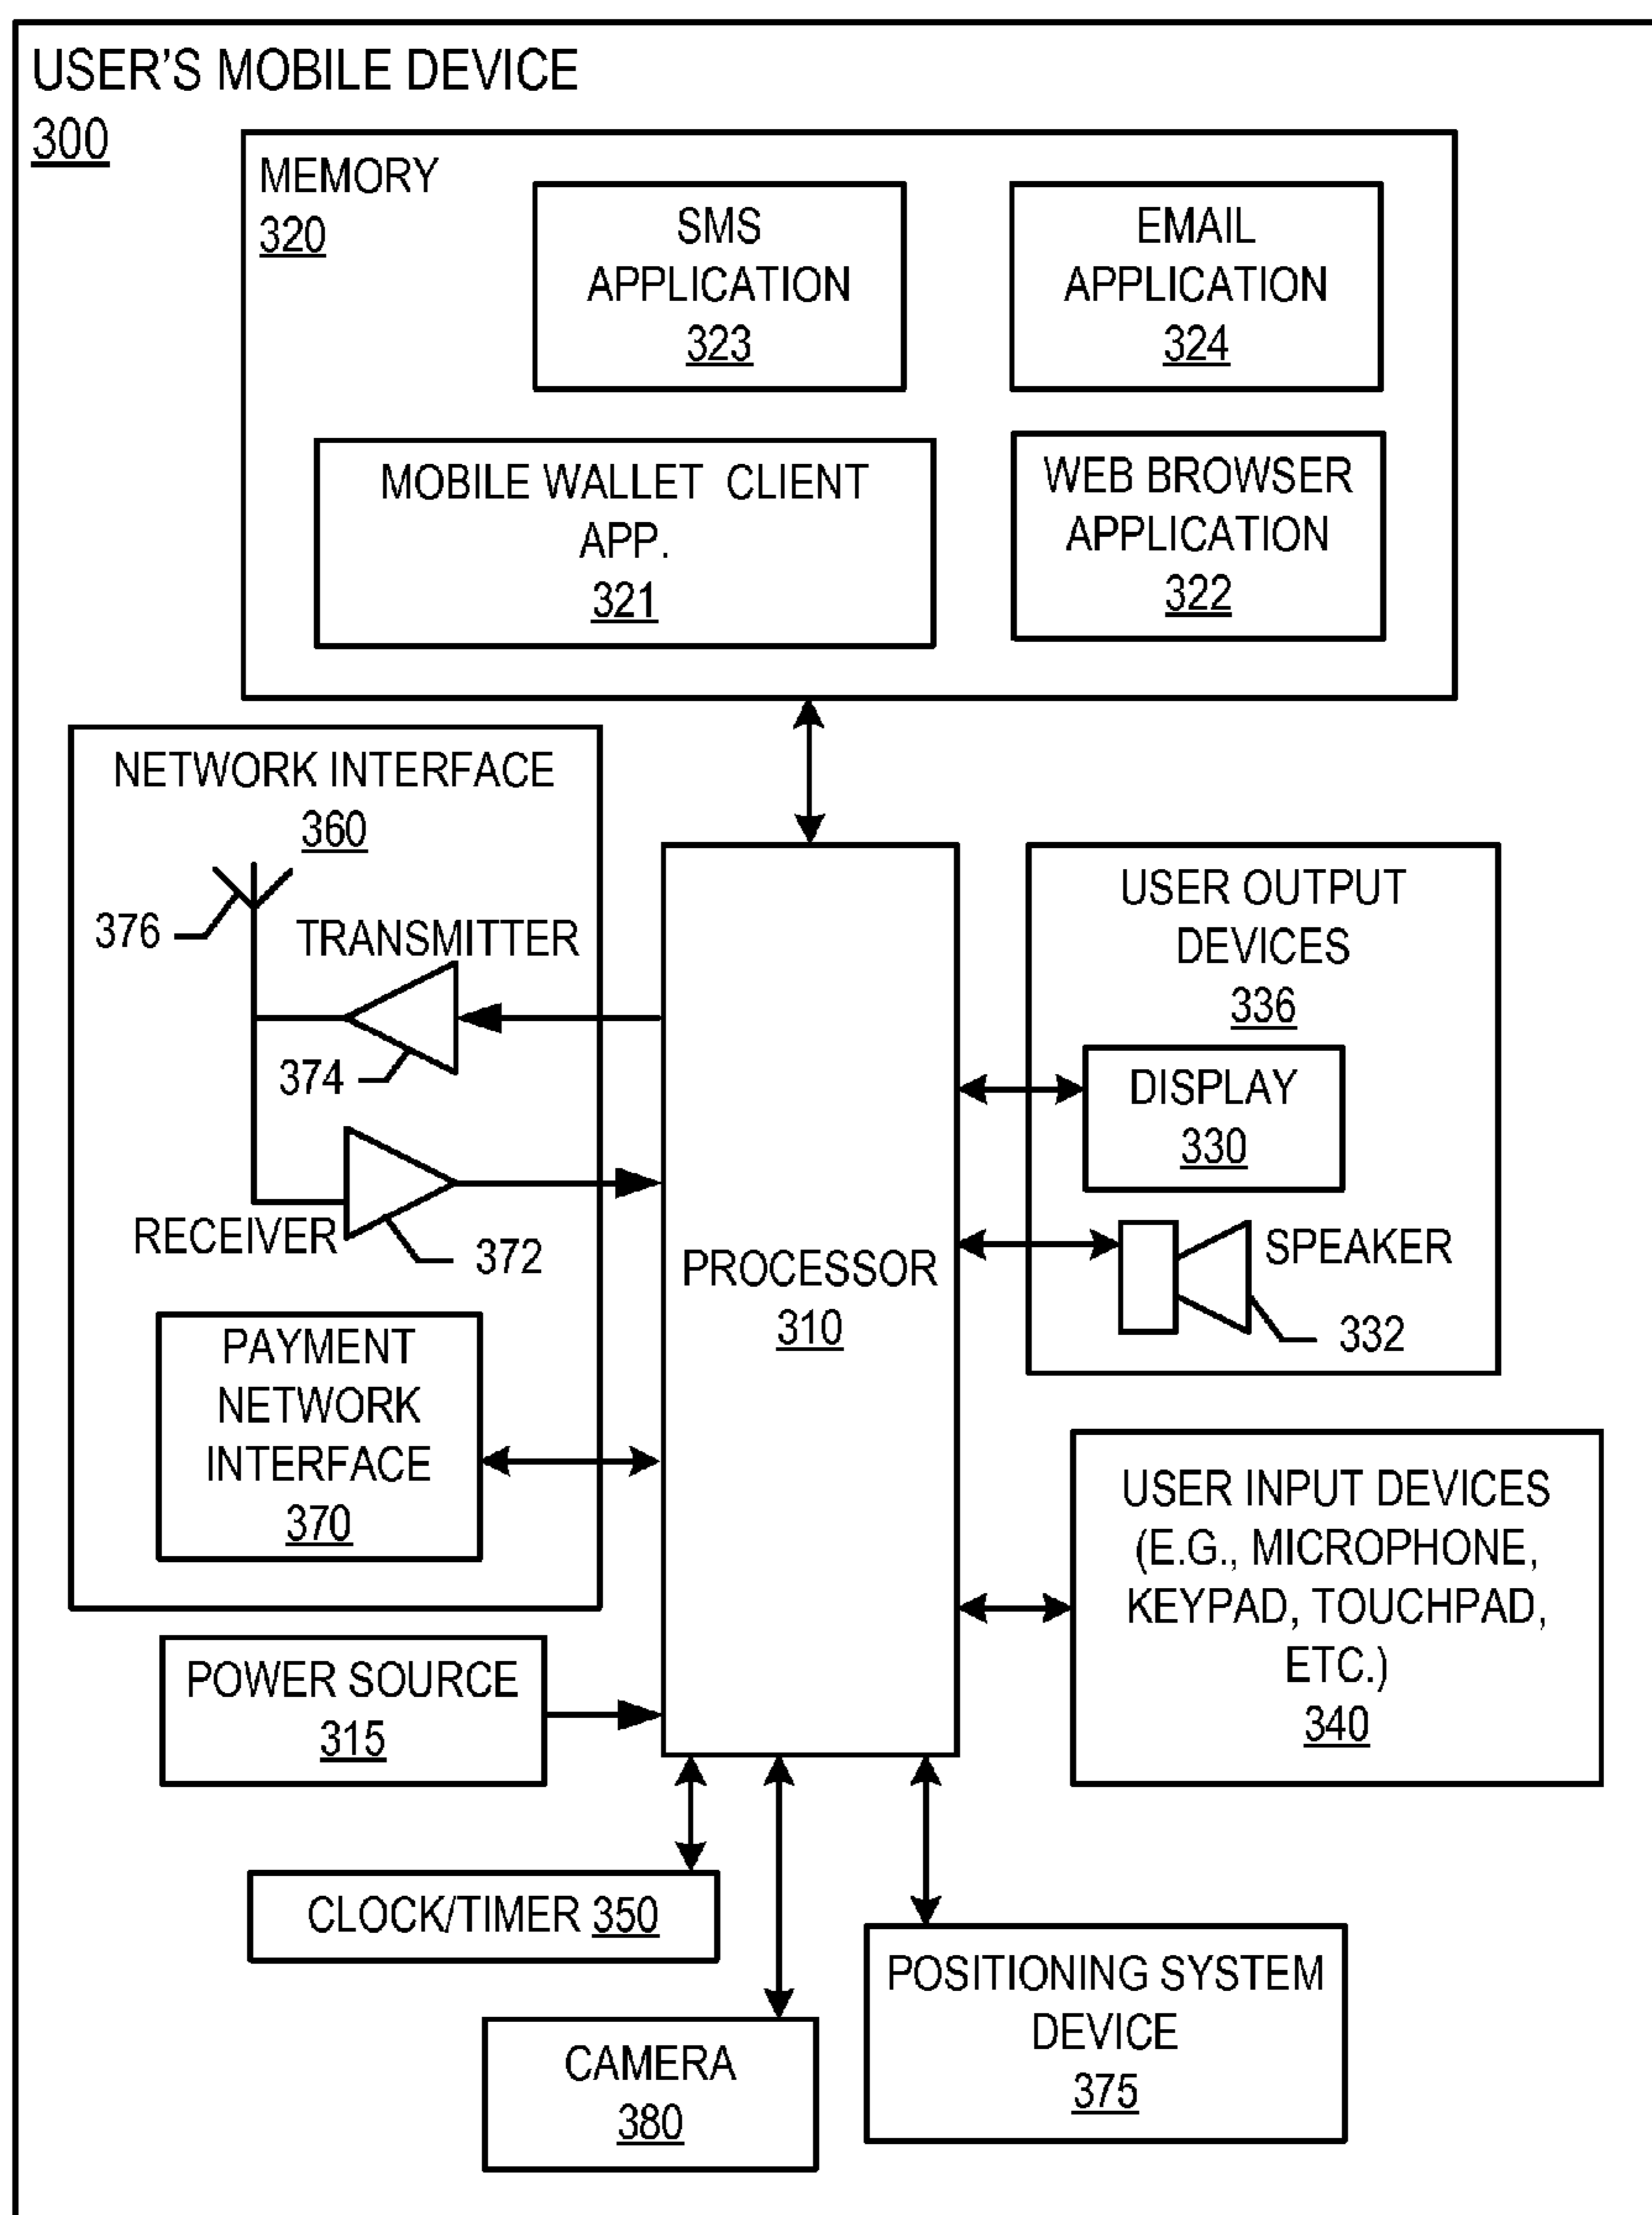 USER'S MOBILE DEVICE
300
MEMORY
320
SMS
APPLICATION
323
EMAIL
APPLICATION
324
MOBILE WALLET CLIENT
APP.
321
WEB BROWSER
APPLICATION
322
NETWORK INTERFACE
360
376
TRANSMITTER
374
RECEIVER
372
PAYMENT
NETWORK
INTERFACE
370
PROCESSOR
310
USER OUTPUT
DEVICES
336
DISPLAY
330
SPEAKER
332
USER INPUT DEVICES
(E.G., MICROPHONE,
KEYPAD, TOUCHPAD,
ETC.)
340
POWER SOURCE
315
CLOCK/TIMER 350
CAMERA
380
POSITIONING SYSTEM
DEVICE
375